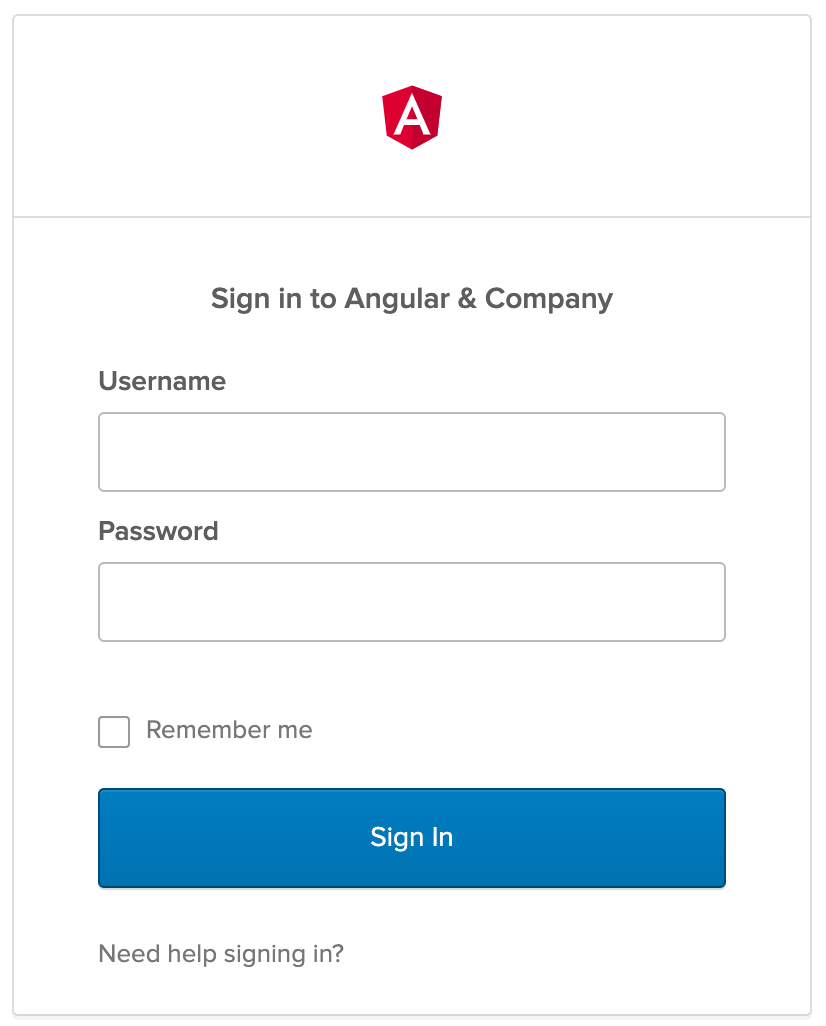 A
Sign in to Angular & Company
Username
Password
Remember me
Sign In
Need help signing in?